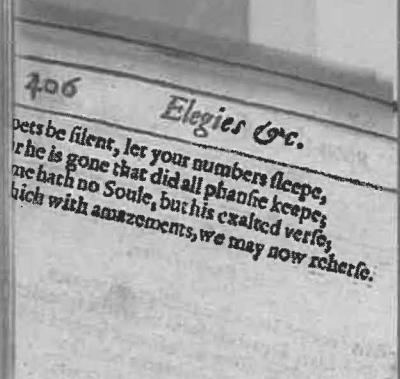 406
Elegies &c.
oets be silent, let your numbers sleepe,
r he is gone that did all phansie keepe;
me hath no Soule, but his exalted verse;
hich with amazements, we may now reherse.